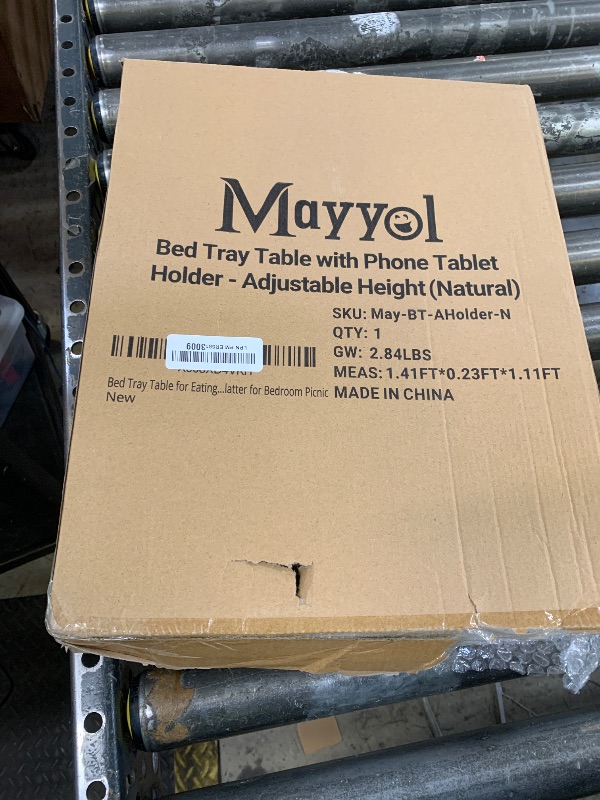 Mayyol
Bed Tray Table with Phone Tablet
Holder - Adjustable Height (Natural)
SKU: May-BT-AHolder-N
QTY: 1
GW: 2.84LBS
MEAS: 1.41FT*0.23FT*1.11FT
MADE IN CHINA
3009
Bed Tray Table for Eating...latter for Bedroom Picnic
New